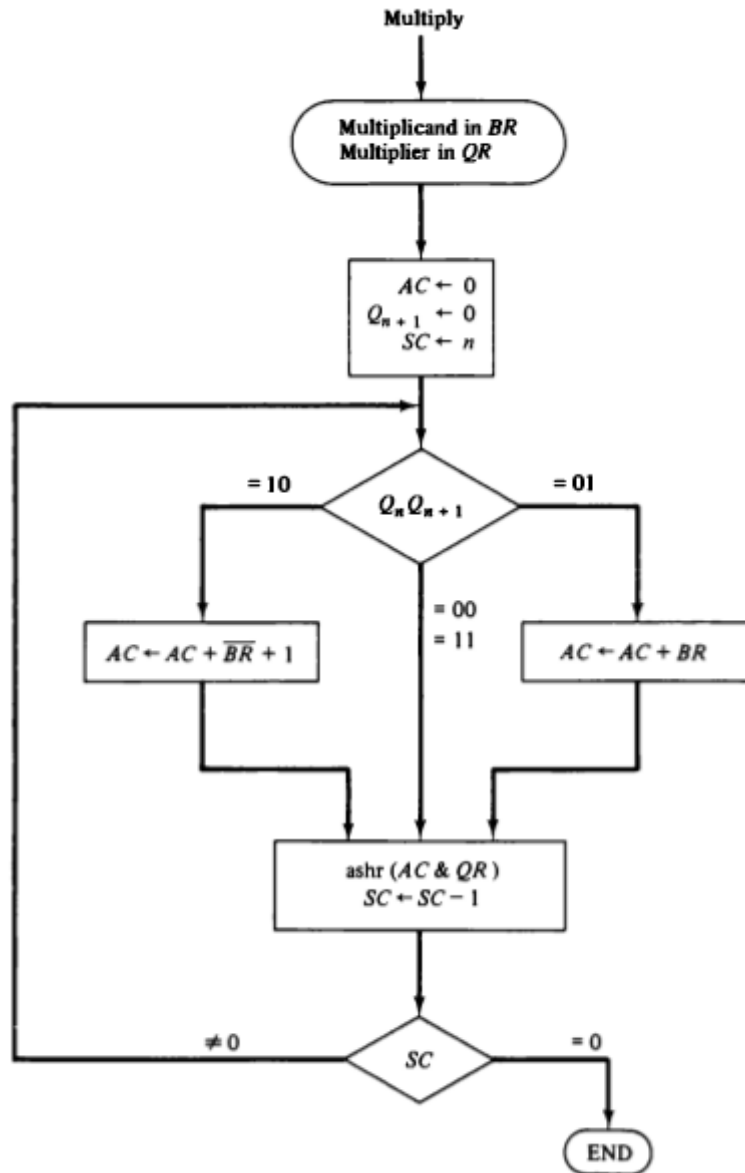 Multiply
Multiplicand in BR
Multiplier in QR
AC ← 0
Qₙ₊₁ ← 0
SC ← n
= 10
QₙQₙ₊₁
= 01
= 00
= 11
AC ← AC + B̅R̅ + 1
AC ← AC + BR
ashr (AC & QR)
SC ← SC − 1
≠ 0
SC
= 0
END